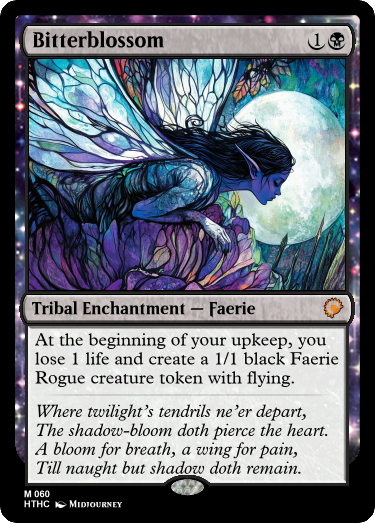 Bitterblossom 1
Tribal Enchantment — Faerie
At the beginning of your upkeep, you
lose 1 life and create a 1/1 black Faerie
Rogue creature token with flying.
Where twilight's tendrils ne'er depart,
The shadow-bloom doth pierce the heart.
A bloom for breath, a wing for pain,
Till naught but shadow doth remain.
M 060
HTHC Midjourney